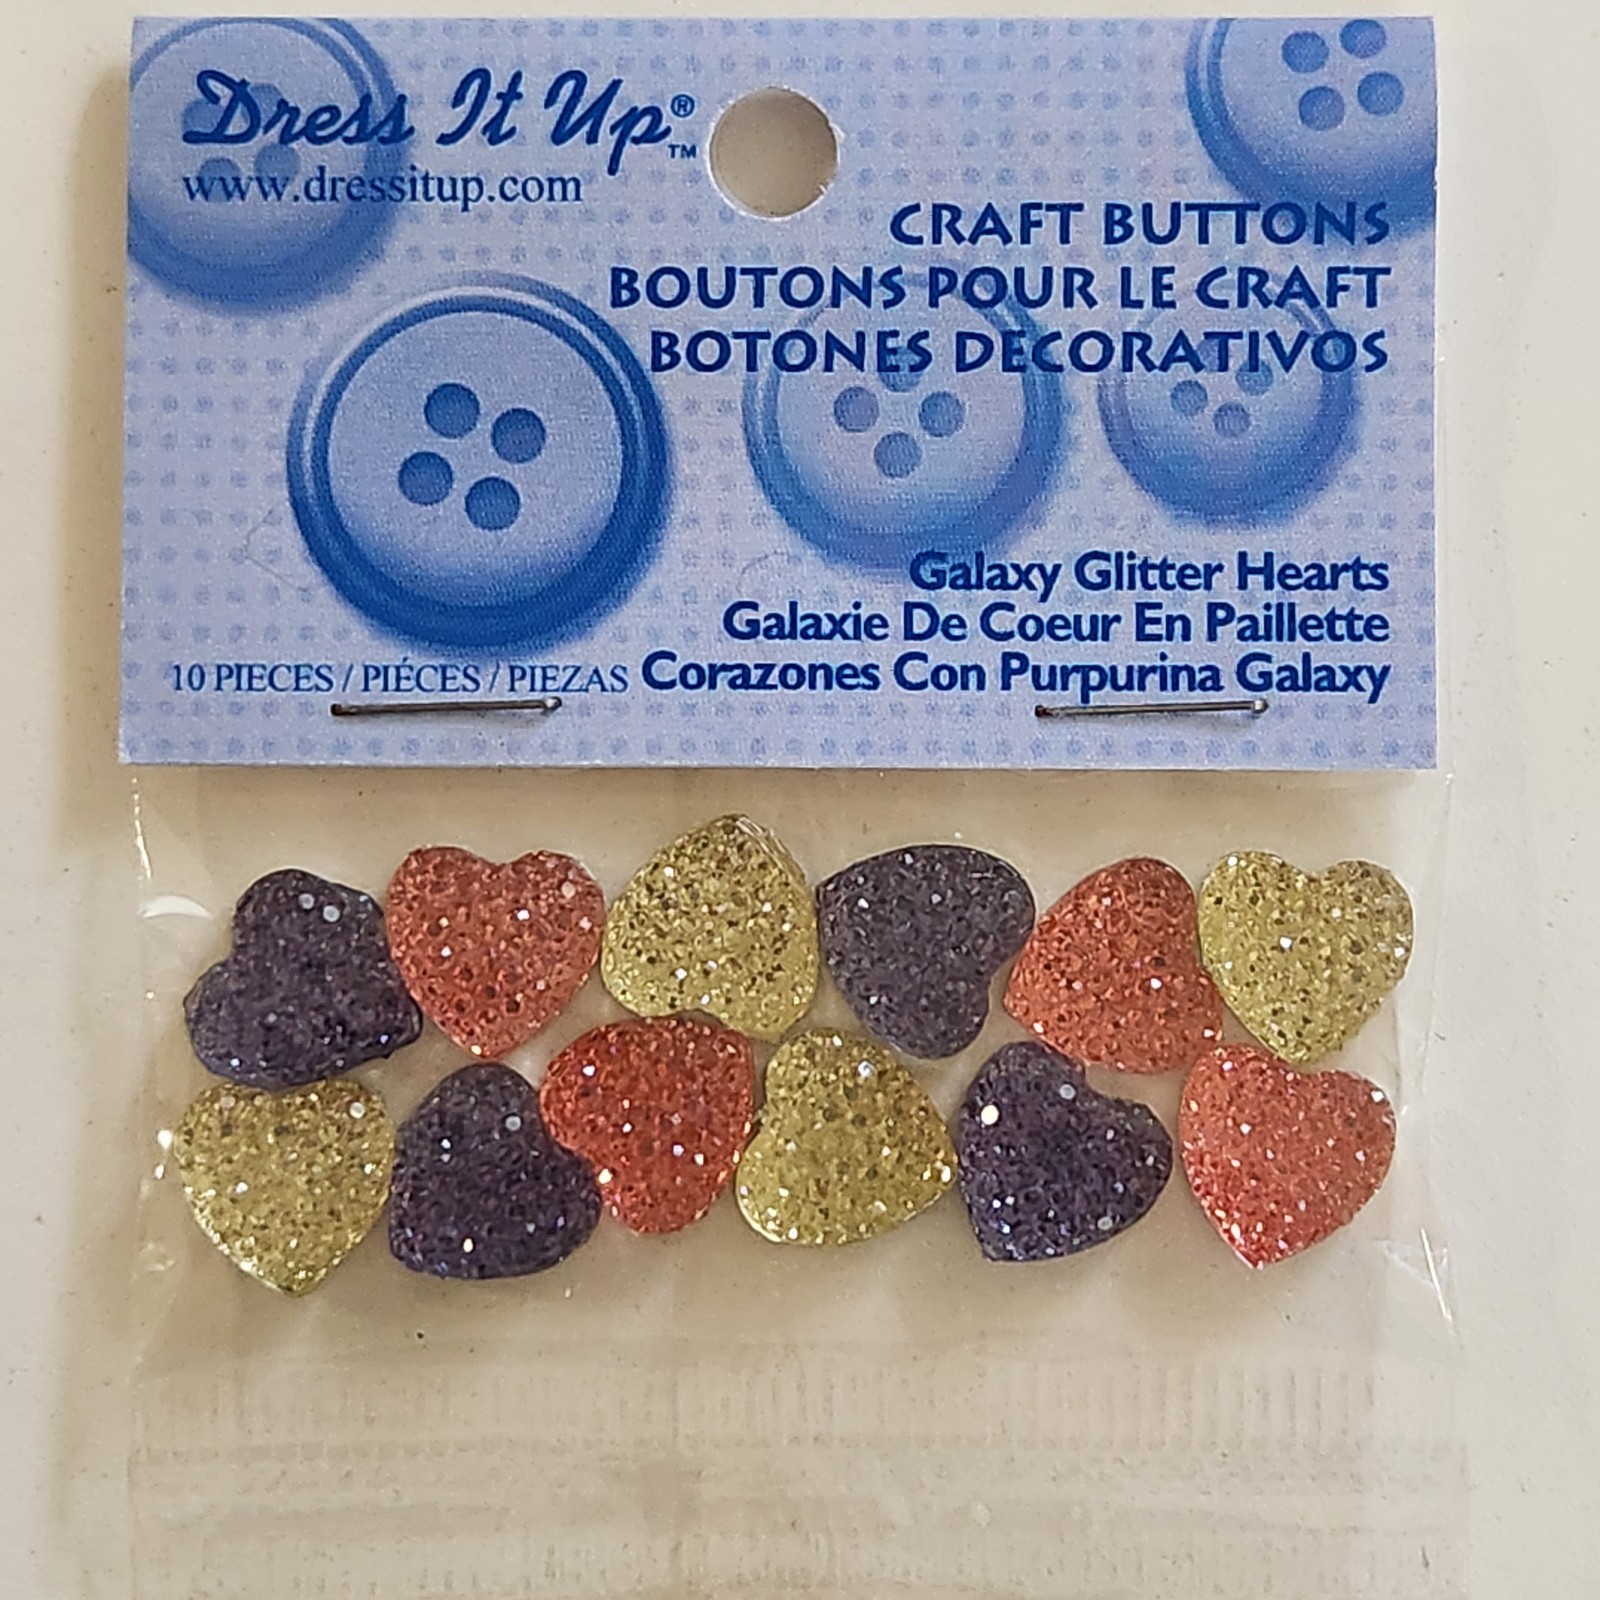 Dress It Up®™
www.dressitup.com
CRAFT BUTTONS
BOUTONS POUR LE CRAFT
BOTONES DECORATIVOS
Galaxy Glitter Hearts
Galaxie De Coeur En Paillette
10 PIECES / PIÉCES / PIEZAS Corazones Con Purpurina Galaxy